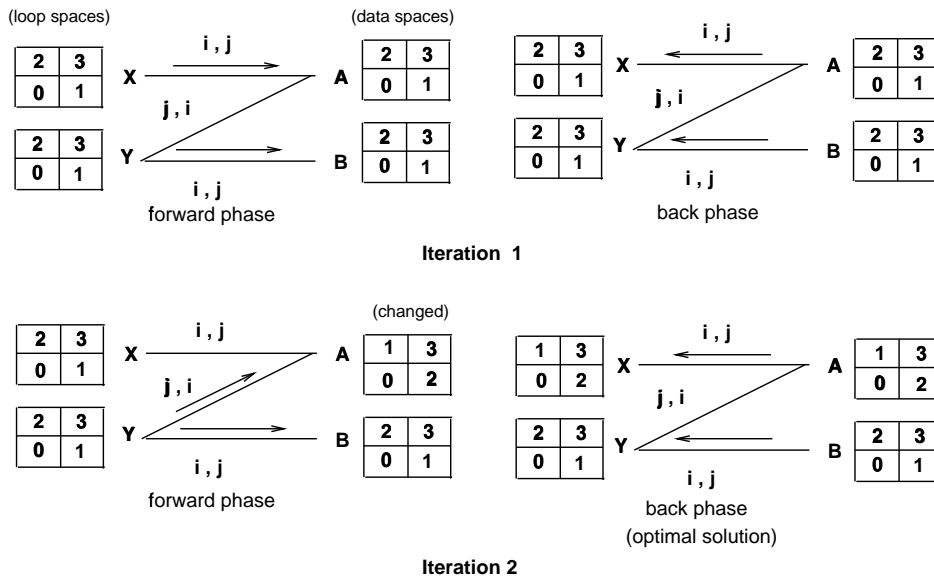 (loop spaces)
(data spaces)
i , j
2 3
0 1
X
A
2 3
0 1
j , i
2 3
0 1
Y
B
2 3
0 1
i , j
forward phase
i , j
2 3
0 1
X
A
2 3
0 1
j , i
2 3
0 1
Y
B
2 3
0 1
i , j
back phase
Iteration 1
(changed)
i , j
2 3
0 1
X
A
1 3
0 2
j , i
2 3
0 1
Y
B
2 3
0 1
i , j
forward phase
i , j
1 3
0 2
X
A
1 3
0 2
j , i
2 3
0 1
Y
B
2 3
0 1
i , j
back phase
(optimal solution)
Iteration 2